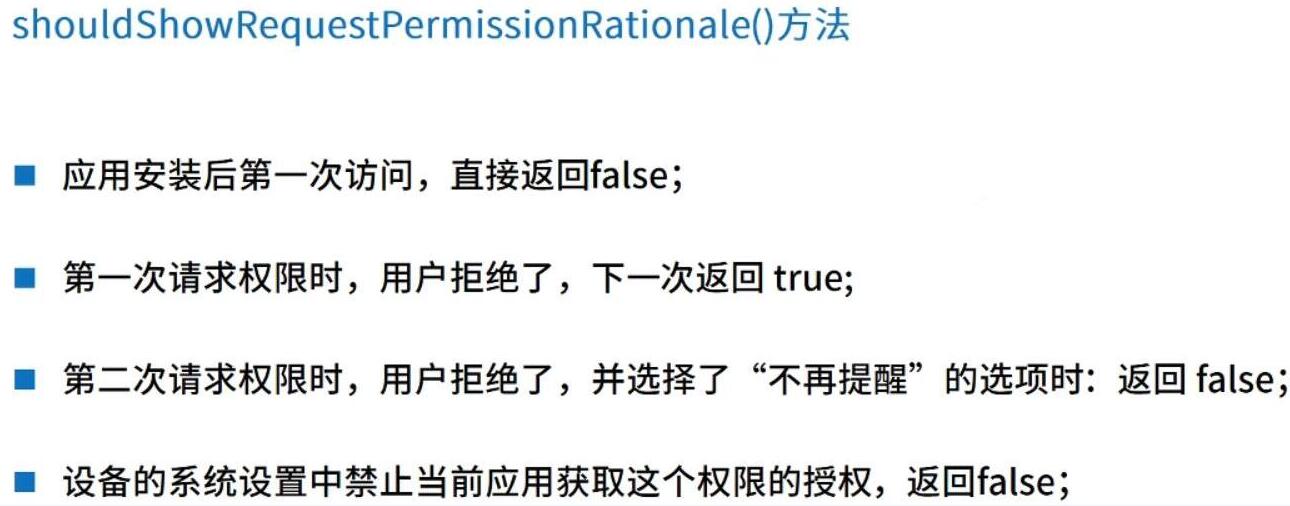 shouldShowRequestPermissionRationale()方法
■ 应用安装后第一次访问，直接返回false；
■ 第一次请求权限时，用户拒绝了，下一次返回 true;
■ 第二次请求权限时，用户拒绝了，并选择了“不再提醒”的选项时：返回 false；
■ 设备的系统设置中禁止当前应用获取这个权限的授权，返回false；